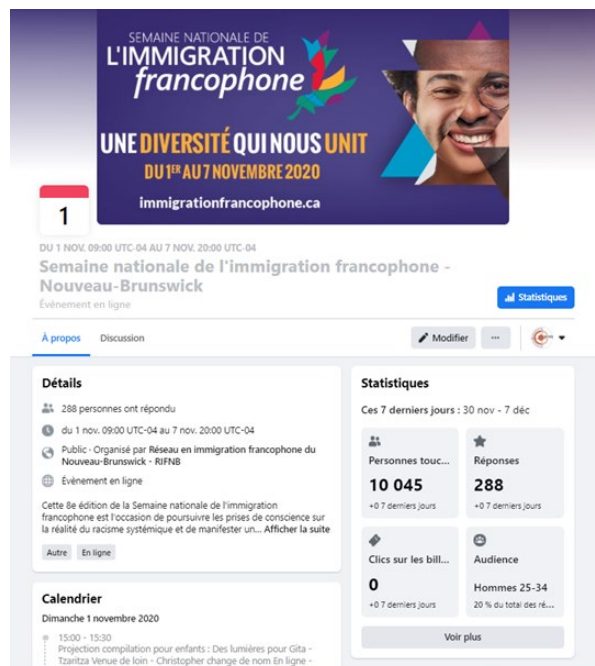 SEMAINE NATIONALE DE
L'IMMIGRATION
francophone
UNE DIVERSITÉ QUI NOUS UNIT
DU 1ER AU 7 NOVEMBRE 2020
immigrationfrancophone.ca
1
DU 1 NOV. 09:00 UTC-04 AU 7 NOV. 20:00 UTC-04
Semaine nationale de l'immigration francophone -
Nouveau-Brunswick
Événement en ligne
Statistiques
À propos
Discussion
Modifier
...
Détails
288 personnes ont répondu
du 1 nov. 09:00 UTC-04 au 7 nov. 20:00 UTC-04
Public · Organisé par Réseau en immigration francophone du
Nouveau-Brunswick - RIFNB
Évènement en ligne
Cette 8e édition de la Semaine nationale de l'immigration
francophone est l'occasion de poursuivre les prises de conscience sur
la réalité du racisme systémique et de manifester un... Afficher la suite
Autre
En ligne
Calendrier
Dimanche 1 novembre 2020
15:00 - 15:30
Projection compilation pour enfants : Des lumières pour Gita -
Tzaritza Venue de loin - Christopher change de nom En ligne -
Statistiques
Ces 7 derniers jours : 30 nov - 7 déc
Personnes touc...
10 045
+0 7 derniers jours
Réponses
288
+0 7 derniers jours
Clics sur les bill...
0
+0 7 derniers jours
Audience
Hommes 25-34
20 % du total des ré...
Voir plus